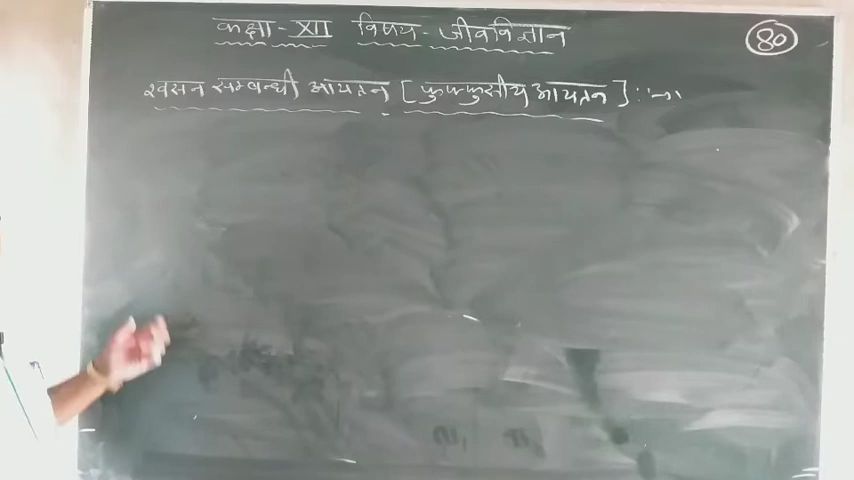 कक्षा - XII विषय - जीवविज्ञान
80
श्वसन सम्बन्धी आयतन [फुफ्फुसीय आयतन] :-